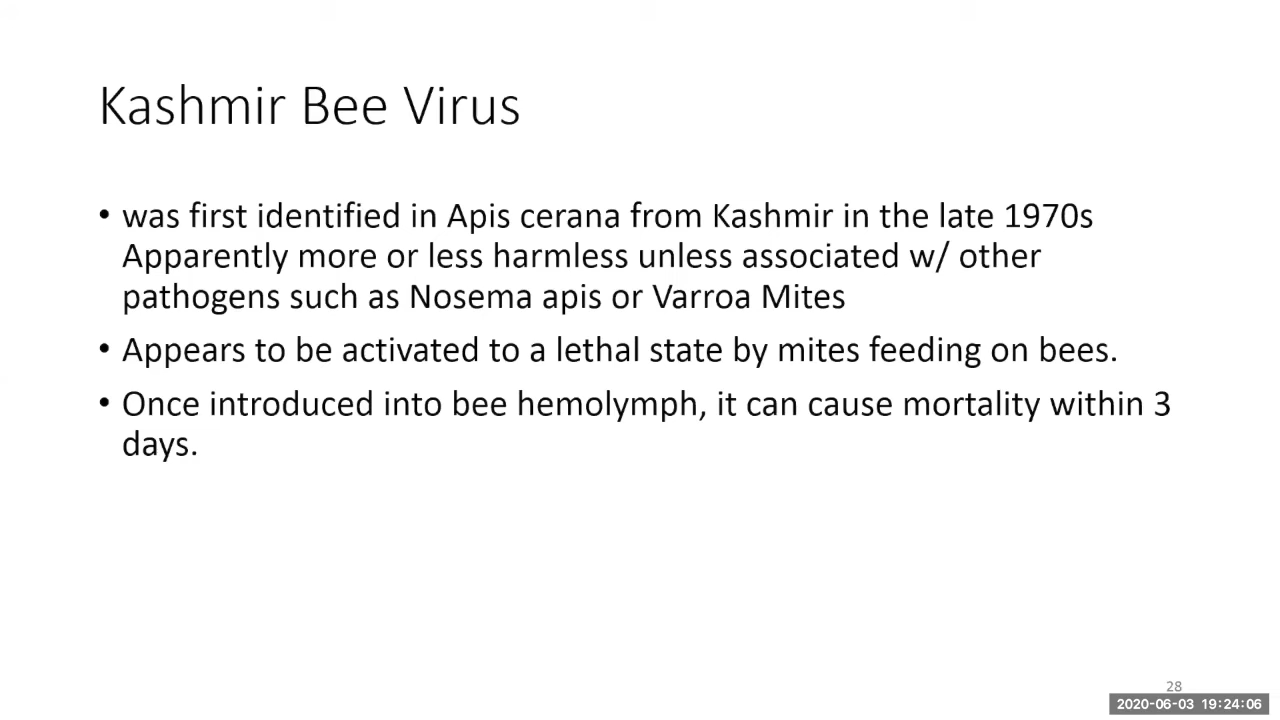 Kashmir Bee Virus
• was first identified in Apis cerana from Kashmir in the late 1970s
Apparently more or less harmless unless associated w/ other
pathogens such as Nosema apis or Varroa Mites
• Appears to be activated to a lethal state by mites feeding on bees.
• Once introduced into bee hemolymph, it can cause mortality within 3
days.
28
2020-06-03 19:24:06